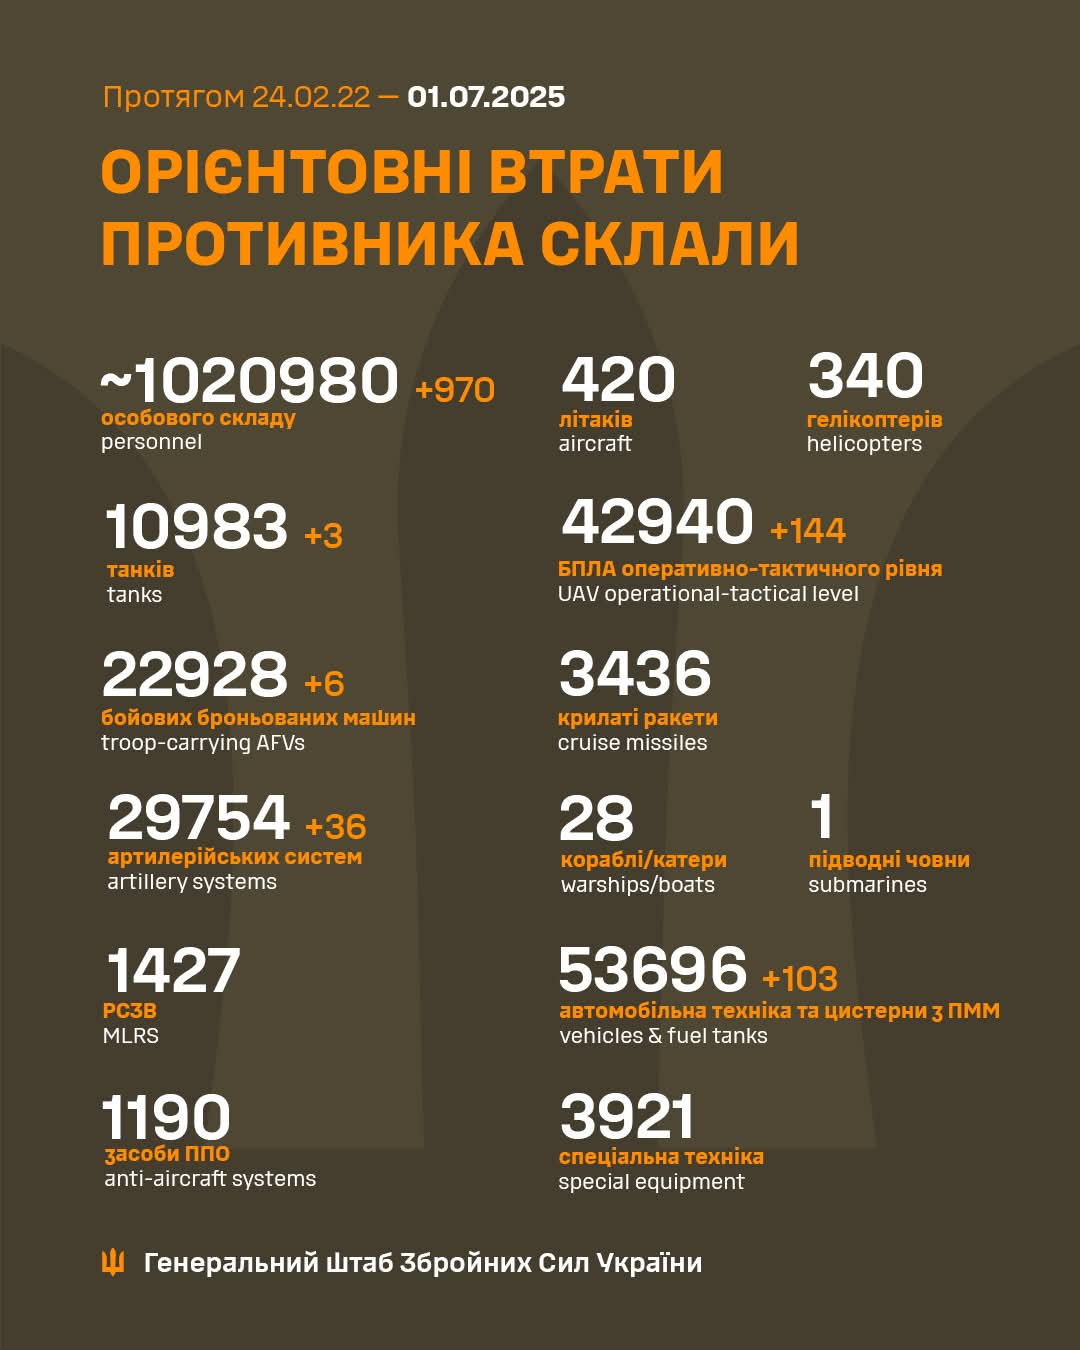 Протягом 24.02.22 — 01.07.2025
ОРІЄНТОВНІ ВТРАТИ
ПРОТИВНИКА СКЛАЛИ
~1020980 +970
особового складу
personnel
420
літаків
aircraft
340
гелікоптерів
helicopters
10983 +3
танків
tanks
42940 +144
БПЛА оперативно-тактичного рівня
UAV operational-tactical level
22928 +6
бойових броньованих машин
troop-carrying AFVs
3436
крилаті ракети
cruise missiles
29754 +36
артилерійських систем
artillery systems
28
кораблі/катери
warships/boats
1
підводні човни
submarines
1427
РСЗВ
MLRS
53696 +103
автомобільна техніка та цистерни з ПММ
vehicles & fuel tanks
1190
засоби ППО
anti-aircraft systems
3921
спеціальна техніка
special equipment
Генеральний штаб Збройних Сил України